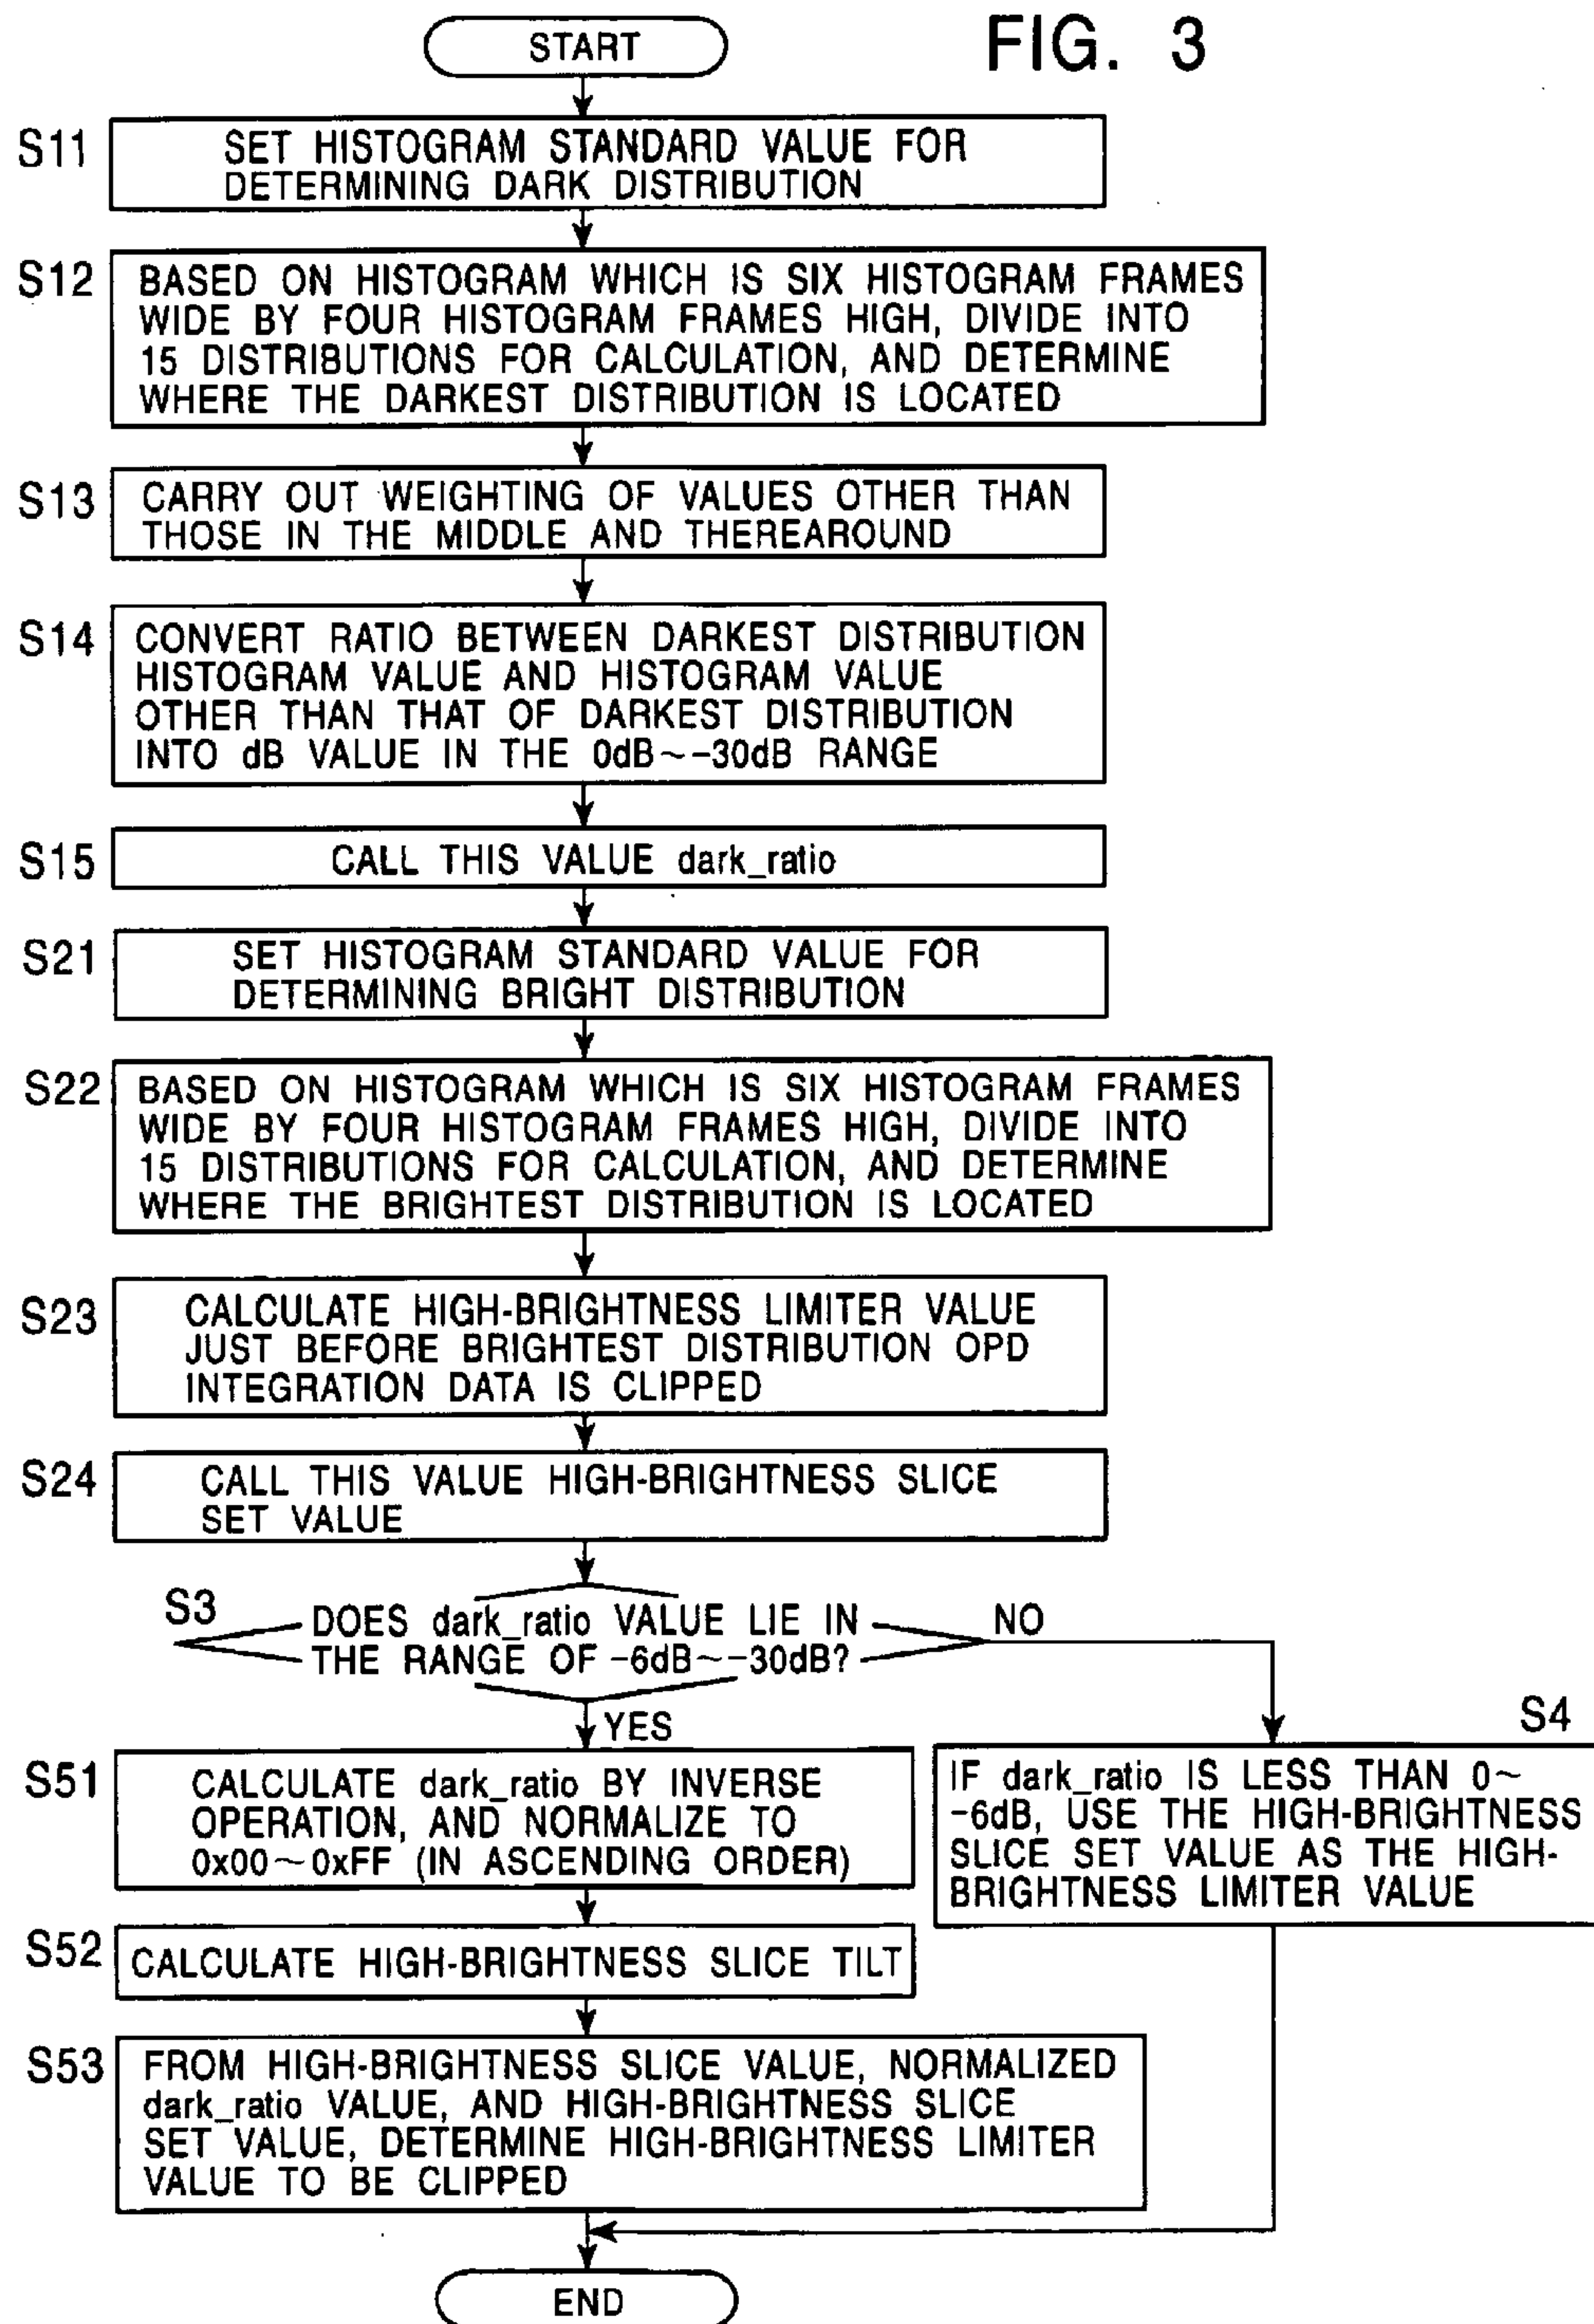 FIG. 3
START
S11
SET HISTOGRAM STANDARD VALUE FOR
DETERMINING DARK DISTRIBUTION
S12
BASED ON HISTOGRAM WHICH IS SIX HISTOGRAM FRAMES
WIDE BY FOUR HISTOGRAM FRAMES HIGH, DIVIDE INTO
15 DISTRIBUTIONS FOR CALCULATION, AND DETERMINE
WHERE THE DARKEST DISTRIBUTION IS LOCATED
S13
CARRY OUT WEIGHTING OF VALUES OTHER THAN
THOSE IN THE MIDDLE AND THEREAROUND
S14
CONVERT RATIO BETWEEN DARKEST DISTRIBUTION
HISTOGRAM VALUE AND HISTOGRAM VALUE
OTHER THAN THAT OF DARKEST DISTRIBUTION
INTO dB VALUE IN THE 0dB~-30dB RANGE
S15
CALL THIS VALUE dark_ratio
S21
SET HISTOGRAM STANDARD VALUE FOR
DETERMINING BRIGHT DISTRIBUTION
S22
BASED ON HISTOGRAM WHICH IS SIX HISTOGRAM FRAMES
WIDE BY FOUR HISTOGRAM FRAMES HIGH, DIVIDE INTO
15 DISTRIBUTIONS FOR CALCULATION, AND DETERMINE
WHERE THE BRIGHTEST DISTRIBUTION IS LOCATED
S23
CALCULATE HIGH-BRIGHTNESS LIMITER VALUE
JUST BEFORE BRIGHTEST DISTRIBUTION OPD
INTEGRATION DATA IS CLIPPED
S24
CALL THIS VALUE HIGH-BRIGHTNESS SLICE
SET VALUE
S3
DOES dark_ratio VALUE LIE IN
THE RANGE OF -6dB~-30dB?
NO
YES
S4
IF dark_ratio IS LESS THAN 0~
-6dB, USE THE HIGH-BRIGHTNESS
SLICE SET VALUE AS THE HIGH-
BRIGHTNESS LIMITER VALUE
S51
CALCULATE dark_ratio BY INVERSE
OPERATION, AND NORMALIZE TO
0x00~0xFF (IN ASCENDING ORDER)
S52
CALCULATE HIGH-BRIGHTNESS SLICE TILT
S53
FROM HIGH-BRIGHTNESS SLICE VALUE, NORMALIZED
dark_ratio VALUE, AND HIGH-BRIGHTNESS SLICE
SET VALUE, DETERMINE HIGH-BRIGHTNESS LIMITER
VALUE TO BE CLIPPED
END